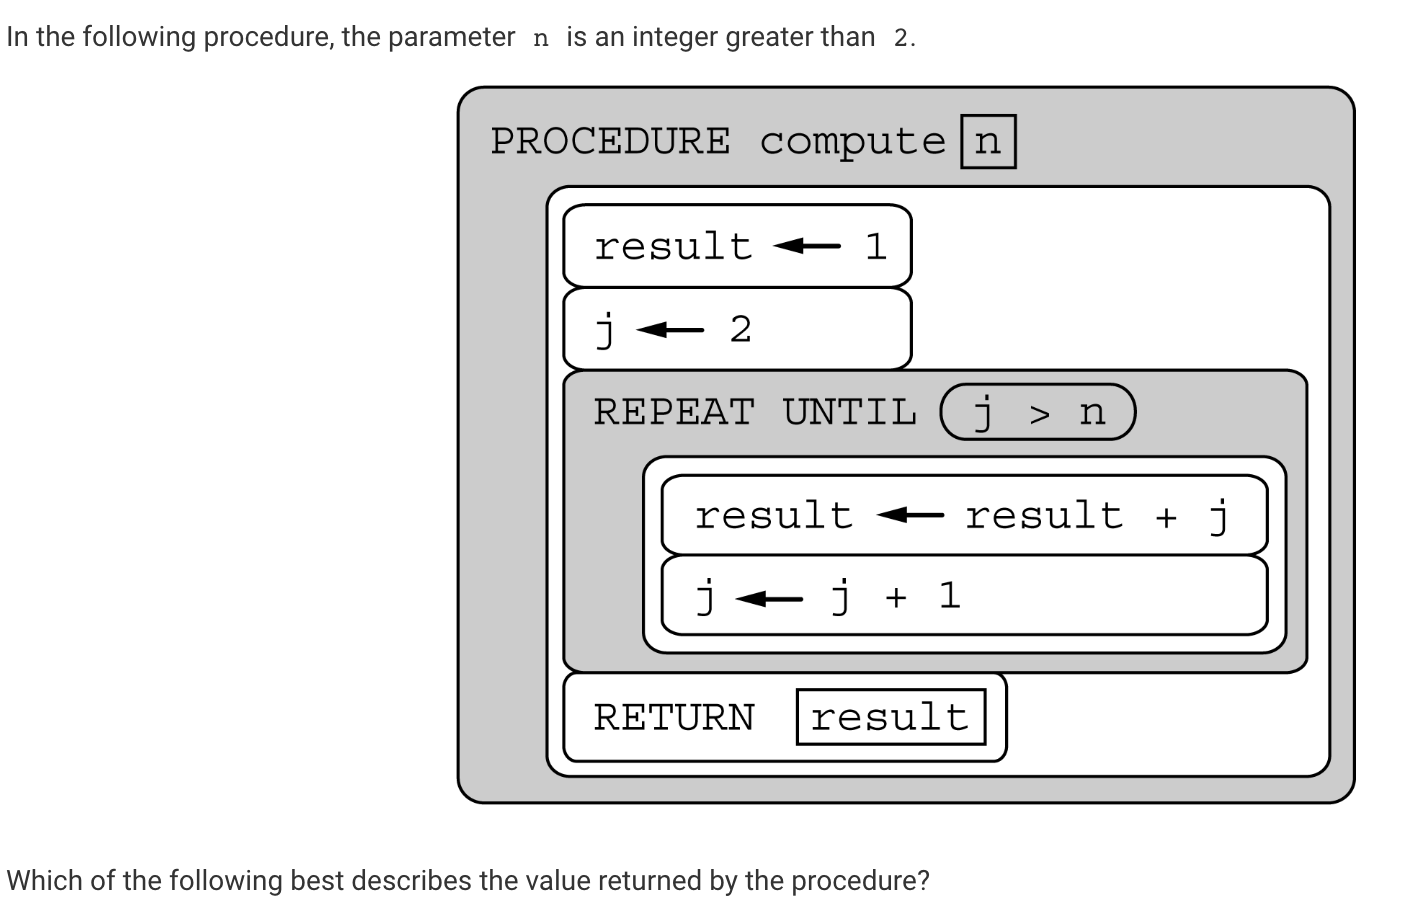 In the following procedure, the parameter n is an integer greater than 2.
PROCEDURE compute n
result ← 1
j ← 2
REPEAT UNTIL j > n
result ← result + j
j ← j + 1
RETURN result
Which of the following best describes the value returned by the procedure?